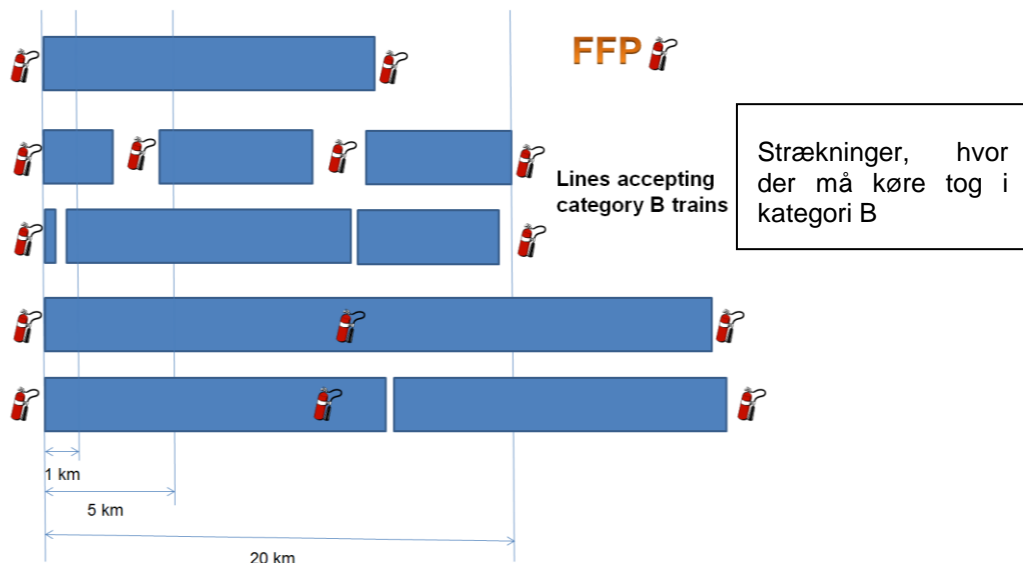 FFP
Lines accepting
category B trains
Strækninger, hvor
der må køre tog i
kategori B
1 km
5 km
20 km